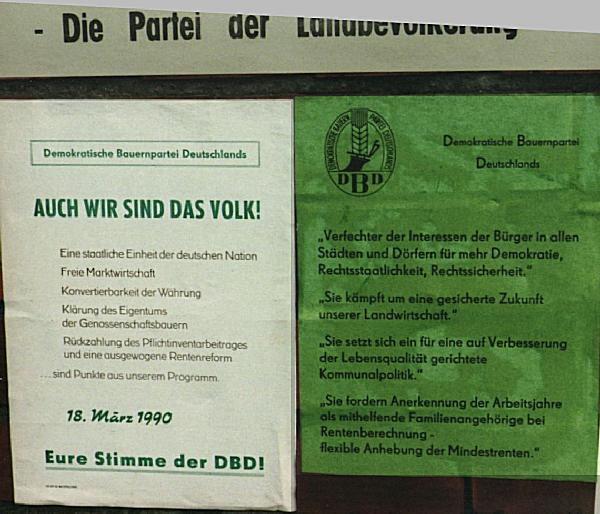 - Die Partei der Landbevölkerung
Demokratische Bauernpartei Deutschlands
AUCH WIR SIND DAS VOLK!
Eine staatliche Einheit der deutschen Nation
Freie Marktwirtschaft
Konvertierbarkeit der Währung
Klärung des Eigentums
der Genossenschaftsbauern
Rückzahlung des Pflichtinventarbeitrages
und eine ausgewogene Rentenreform
...sind Punkte aus unserem Programm.
18. März 1990
Eure Stimme der DBD!
DEMOKRATISCHE BAUERNPARTEI DEUTSCHLANDS
DBD
Demokratische Bauernpartei
Deutschlands
„Verfechter der Interessen der Bürger in allen
Städten und Dörfern für mehr Demokratie,
Rechtsstaatlichkeit, Rechtssicherheit.“
„Sie kämpft um eine gesicherte Zukunft
unserer Landwirtschaft.“
„Sie setzt sich ein für eine auf Verbesserung
der Lebensqualität gerichtete
Kommunalpolitik.“
„Sie fordern Anerkennung der Arbeitsjahre
als mithelfende Familienangehörige bei
Rentenberechnung -
flexible Anhebung der Mindestrenten.“